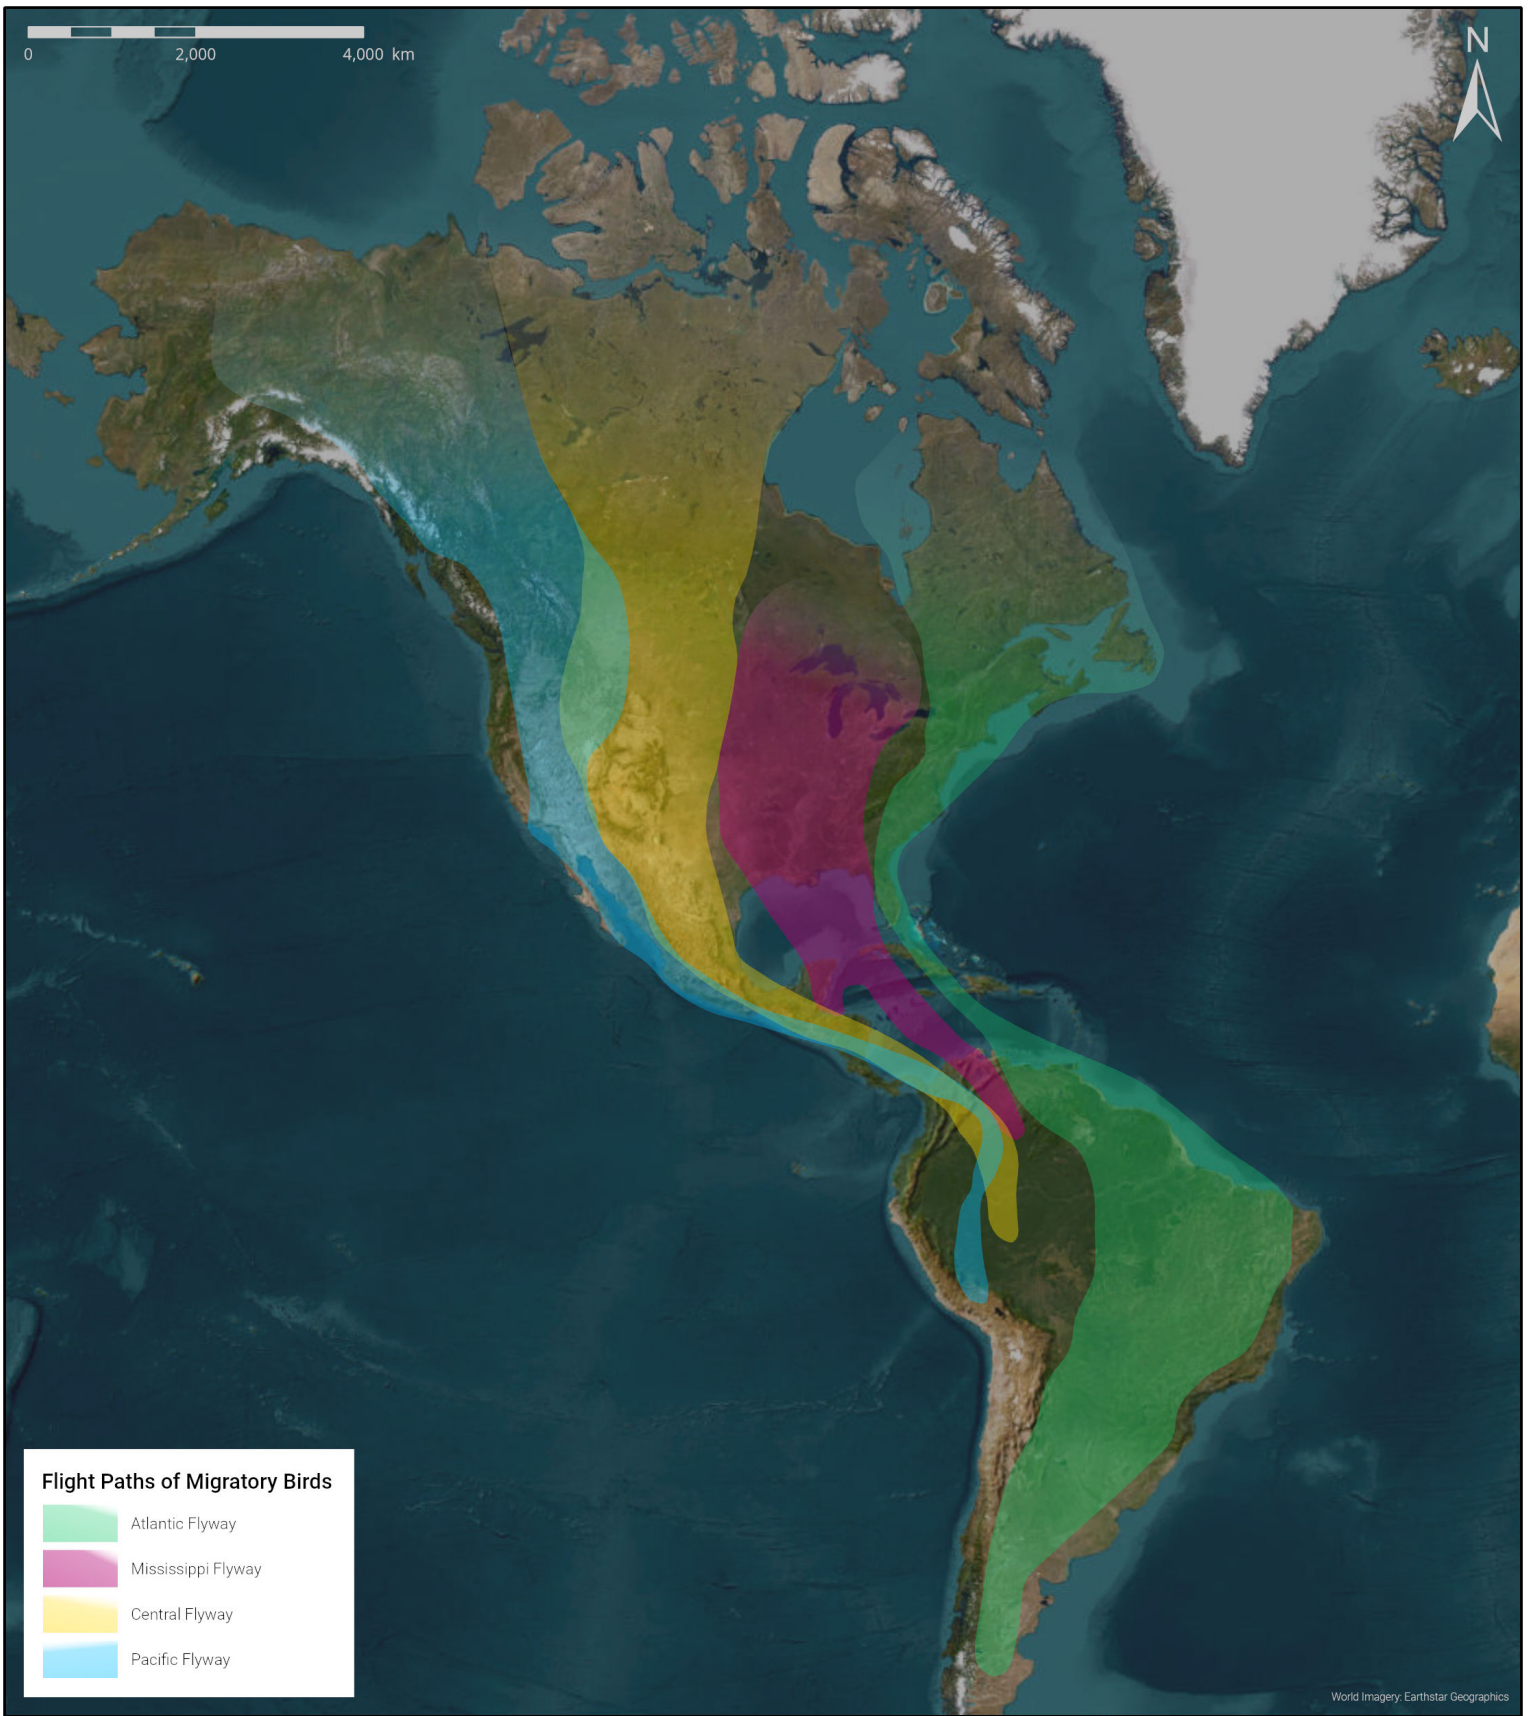 0 2,000 4,000 km
N
Flight Paths of Migratory Birds
Atlantic Flyway
Mississippi Flyway
Central Flyway
Pacific Flyway
World Imagery: Earthstar Geographics